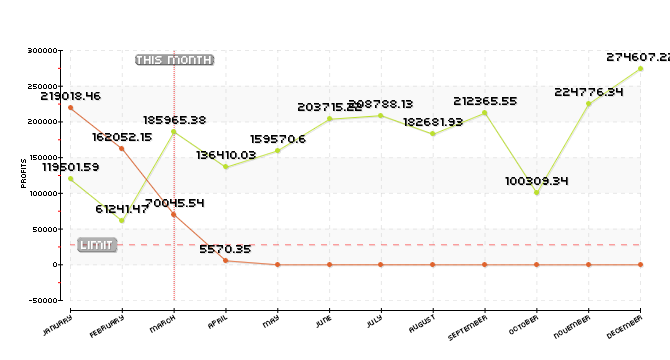 300000
THIS MONTH
274607.22
250000
219018.46
224776.34
212365.55
203715.22
208788.13
200000
185965.38
182681.93
162052.15
159570.6
150000
136410.03
119501.59
100309.34
100000
61241.47
70045.54
50000
LIMIT
5570.35
0
-50000
PROFITS
JANUARY
FEBRUARY
MARCH
APRIL
MAY
JUNE
JULY
AUGUST
SEPTEMBER
OCTOBER
NOVEMBER
DECEMBER